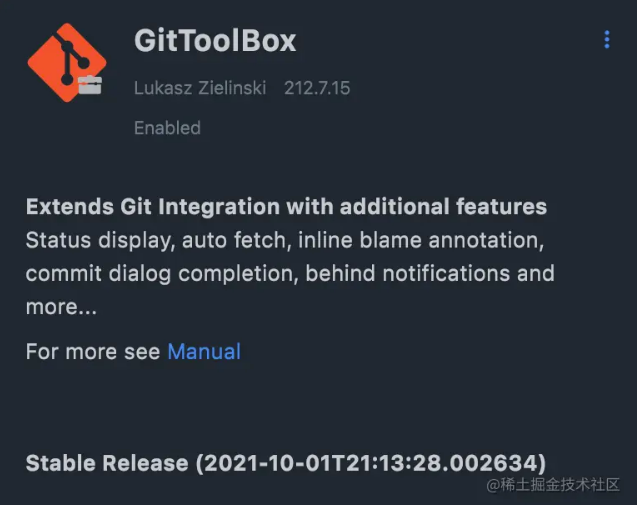 GitToolBox
Lukasz Zielinski 212.7.15
Enabled
Extends Git Integration with additional features
Status display, auto fetch, inline blame annotation,
commit dialog completion, behind notifications and
more...
For more see Manual
Stable Release (2021-10-01T21:13:28.002634)
@稀土掘金技术社区